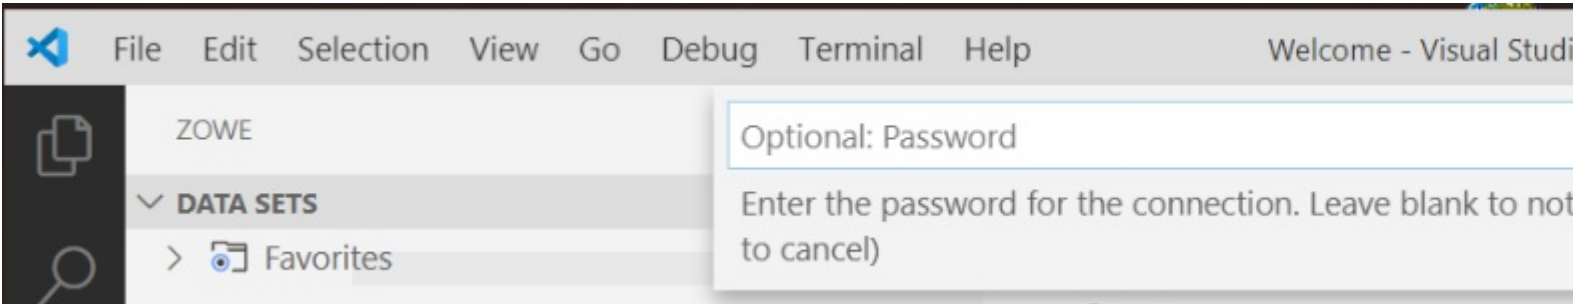 File Edit Selection View Go Debug Terminal Help Welcome - Visual Studi
ZOWE
Optional: Password
DATA SETS
Enter the password for the connection. Leave blank to not
to cancel)
Favorites